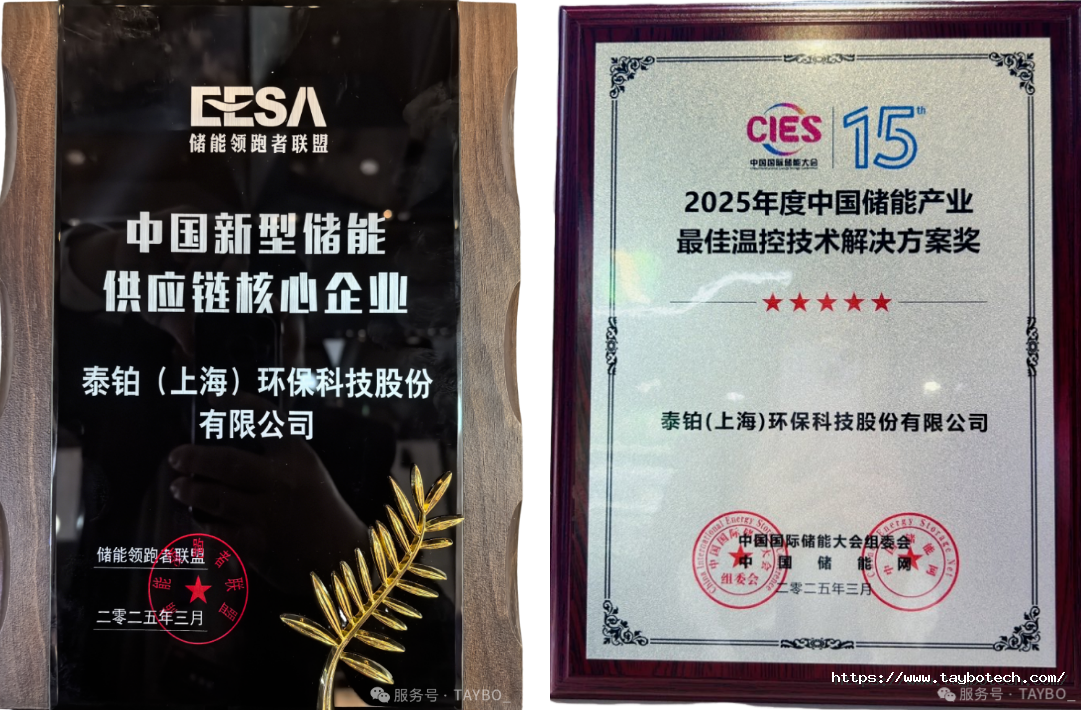 EESA
储能领跑者联盟
中国新型储能
供应链核心企业
泰铂（上海）环保科技股份
有限公司
储能领跑者联盟
二零二五年三月
服务号 · TAYBO_
CIES
中国国际储能大会
15th
2025年度中国储能产业
最佳温控技术解决方案奖
泰铂(上海)环保科技股份有限公司
中国国际储能大会组委会
中国储能网
二零二五年三月
组委会
https://www.taybotech.com/
服务号 · TAYBO_